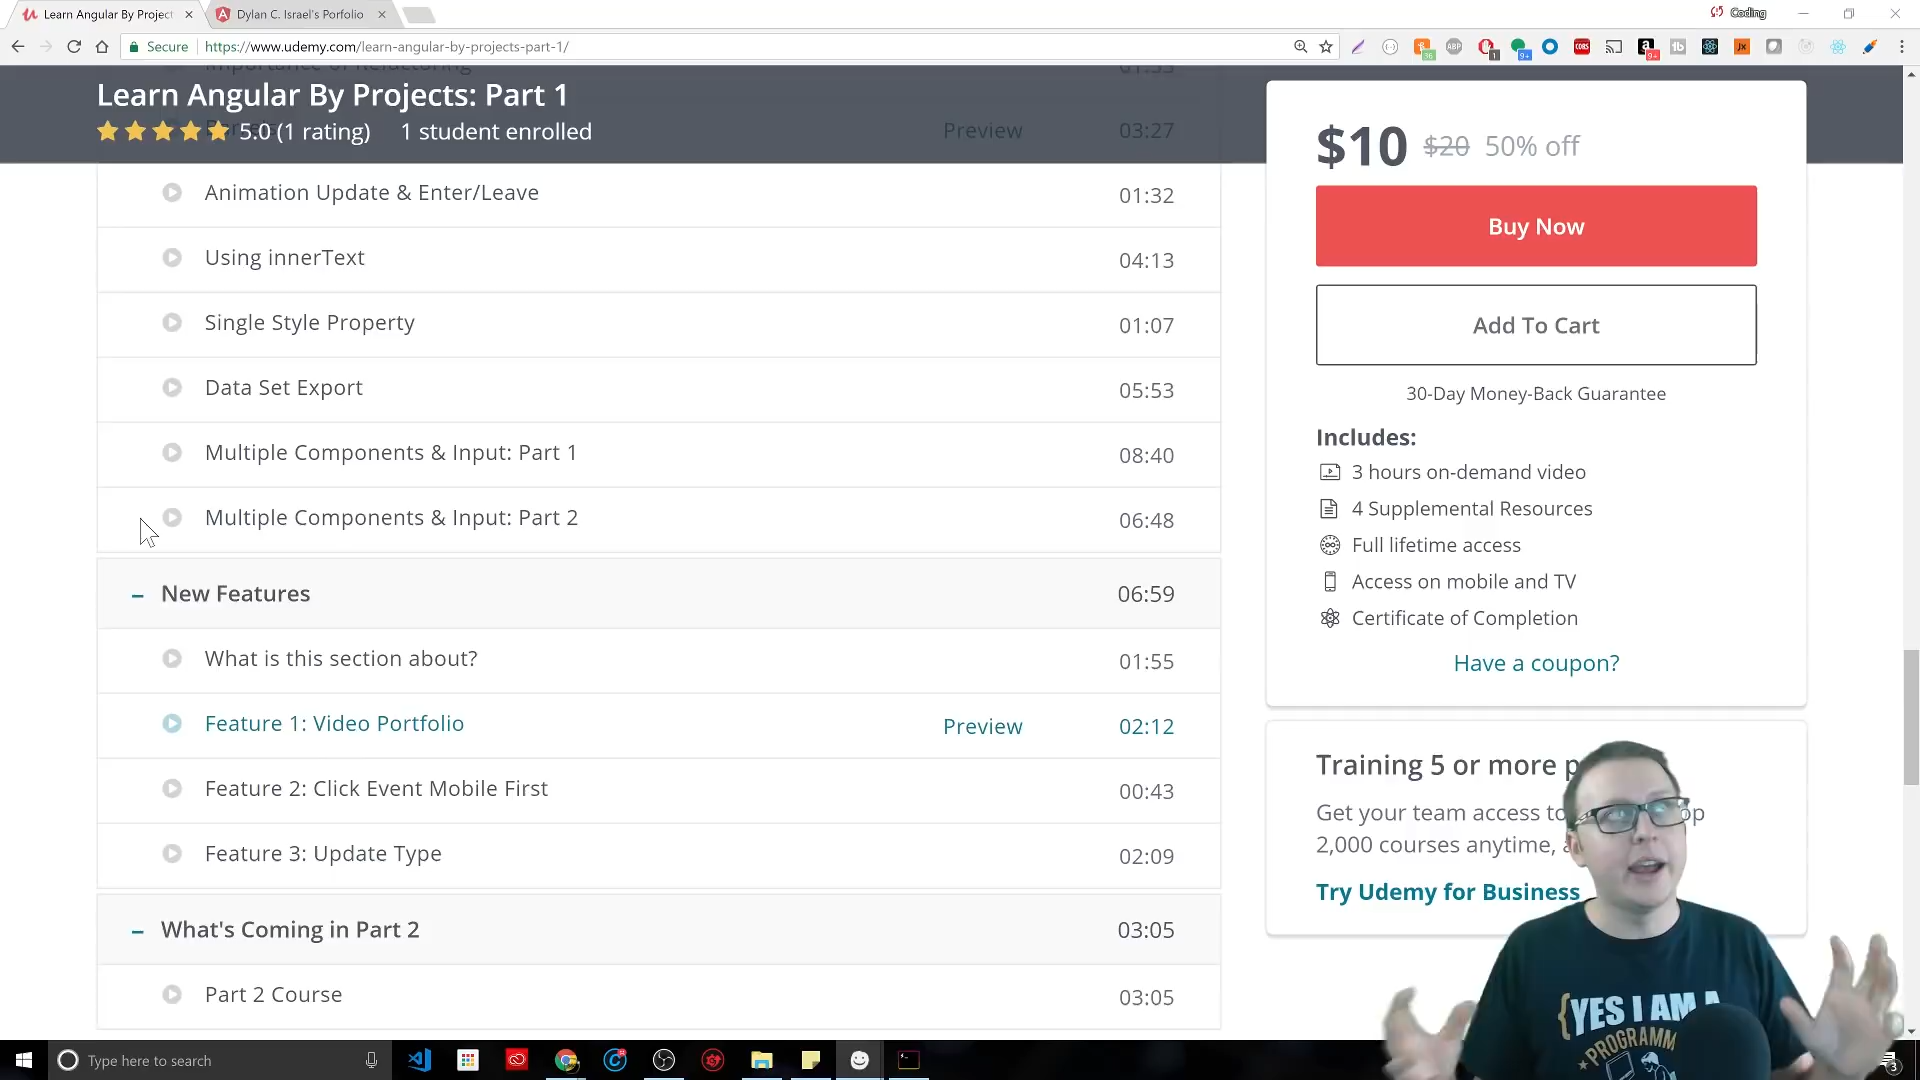 Learn Angular By Project
Dylan C. Israel's Porfolio
Coding
Secure
https://www.udemy.com/learn-angular-by-projects-part-1/
Importance of Refactoring
01:33
Learn Angular By Projects: Part 1
5.0 (1 rating)
1 student enrolled
Preview
03:27
Animation Update & Enter/Leave
01:32
Using innerText
04:13
Single Style Property
01:07
Data Set Export
05:53
Multiple Components & Input: Part 1
08:40
Multiple Components & Input: Part 2
06:48
New Features
06:59
What is this section about?
01:55
Feature 1: Video Portfolio
Preview
02:12
Feature 2: Click Event Mobile First
00:43
Feature 3: Update Type
02:09
What's Coming in Part 2
03:05
Part 2 Course
03:05
$10 $20 50% off
Buy Now
Add To Cart
30-Day Money-Back Guarantee
Includes:
3 hours on-demand video
4 Supplemental Resources
Full lifetime access
Access on mobile and TV
Certificate of Completion
Have a coupon?
Training 5 or more p
Get your team access to op
2,000 courses anytime, a
Try Udemy for Business
{YES I AM A
PROGRAMM
Type here to search